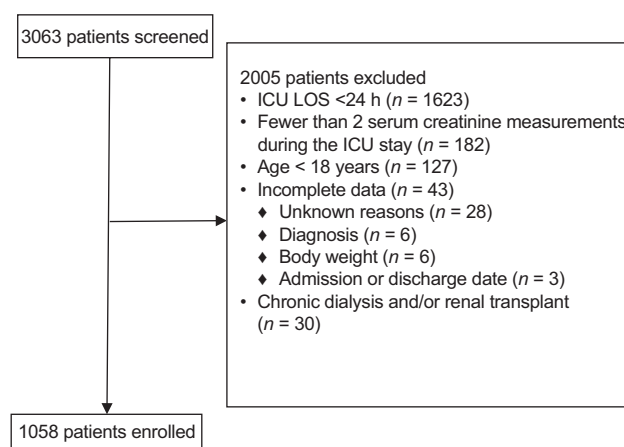 3063 patients screened
2005 patients excluded
• ICU LOS <24 h (n = 1623)
• Fewer than 2 serum creatinine measurements
during the ICU stay (n = 182)
• Age < 18 years (n = 127)
• Incomplete data (n = 43)
♦ Unknown reasons (n = 28)
♦ Diagnosis (n = 6)
♦ Body weight (n = 6)
♦ Admission or discharge date (n = 3)
• Chronic dialysis and/or renal transplant
(n = 30)
1058 patients enrolled